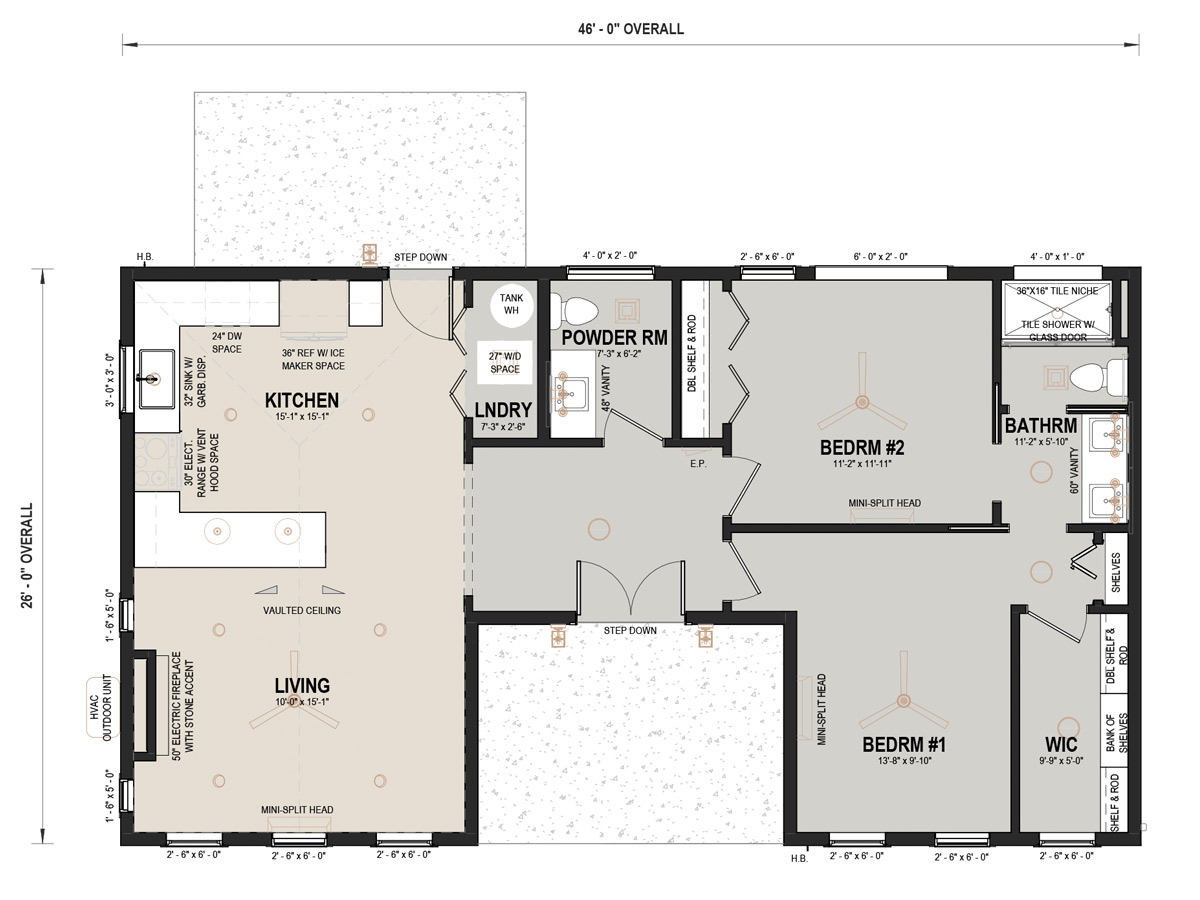 46' - 0" OVERALL
26' - 0" OVERALL
H.B.
STEP DOWN
4' - 0" x 2' - 0"
2' - 6"x 6' - 0"
6' - 0"x 2' - 0"
4' - 0"x 1' - 0"
TANK
WH
36"X16" TILE NICHE
TILE SHOWER W/
GLASS DOOR
24" DW
SPACE
36" REF W/ ICE
MAKER SPACE
27" W/D
SPACE
POWDER RM
7'-3" x 6'-2"
48" VANITY
DBL SHELF & ROD
3' - 0"x 3' - 0"
32" SINK W/
GARB. DISP.
KITCHEN
15'-1" x 15'-1"
LNDRY
7'-3" x 2'-6"
30" ELECT.
RANGE W/ VENT
HOOD SPACE
E.P.
BEDRM #2
11'-2" x 11'-11"
MINI-SPLIT HEAD
BATHRM
11'-2" x 5'-10"
60" VANITY
SHELVES
1' - 6"x 5' - 0"
VAULTED CEILING
STEP DOWN
HVAC
OUTDOOR UNIT
50" ELECTRIC FIREPLACE
WITH STONE ACCENT
LIVING
10'-0" x 15'-1"
MINI-SPLIT HEAD
BEDRM #1
13'-8" x 9'-10"
WIC
9'-9" x 5'-0"
DBL SHELF &
ROD
BANK OF
SHELVES
SHELF & ROD
1' - 6"x 5' - 0"
MINI-SPLIT HEAD
2' - 6"x 6' - 0"
2' - 6"x 6' - 0"
2' - 6"x 6' - 0"
H.B.
2' - 6"x 6' - 0"
2' - 6"x 6' - 0"
2' - 6"x 6' - 0"